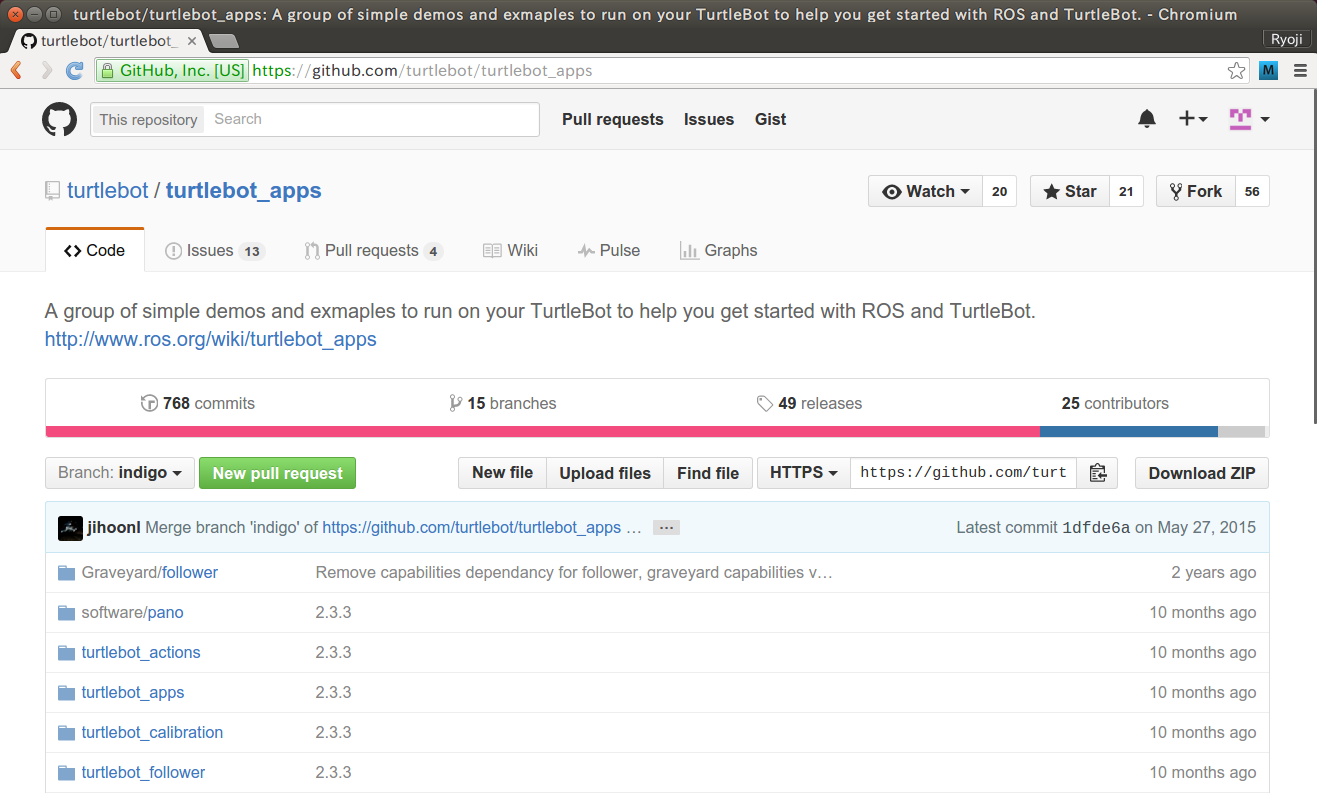 turtlebot/turtlebot_apps: A group of simple demos and exmaples to run on your TurtleBot to help you get started with ROS and TurtleBot. - Chromium
turtlebot/turtlebot_
Ryoji
GitHub, Inc. [US] https://github.com/turtlebot/turtlebot_apps
M
This repository Search Pull requests Issues Gist
turtlebot / turtlebot_apps Watch 20 Star 21 Fork 56
Code Issues 13 Pull requests 4 Wiki Pulse Graphs
A group of simple demos and exmaples to run on your TurtleBot to help you get started with ROS and TurtleBot.
http://www.ros.org/wiki/turtlebot_apps
768 commits 15 branches 49 releases 25 contributors
Branch: indigo New pull request New file Upload files Find file HTTPS https://github.com/turt Download ZIP
jihoonl Merge branch 'indigo' of https://github.com/turtlebot/turtlebot_apps … ... Latest commit 1dfde6a on May 27, 2015
Graveyard/follower Remove capabilities dependancy for follower, graveyard capabilities v… 2 years ago
software/pano 2.3.3 10 months ago
turtlebot_actions 2.3.3 10 months ago
turtlebot_apps 2.3.3 10 months ago
turtlebot_calibration 2.3.3 10 months ago
turtlebot_follower 2.3.3 10 months ago